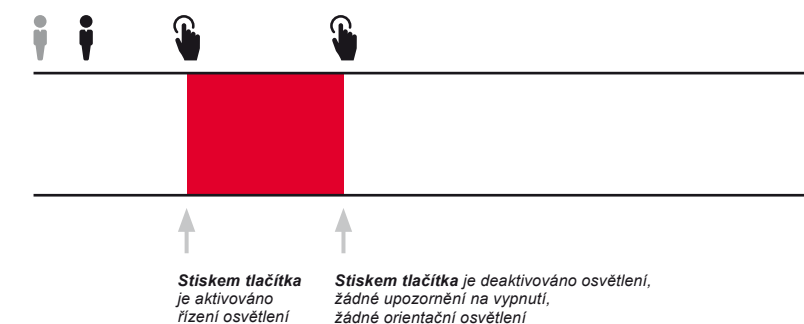 Stiskem tlačítka
je aktivováno
řízení osvětlení
Stiskem tlačítka je deaktivováno osvětlení,
žádné upozornění na vypnutí,
žádné orientační osvětlení